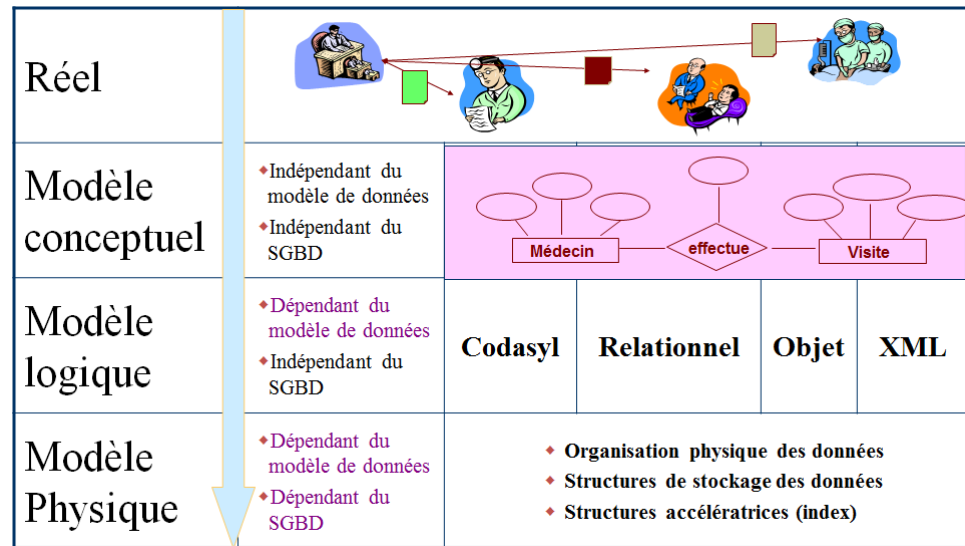 Réel
Modèle
conceptuel
Indépendant du
modèle de données
Indépendant du
SGBD
Médecin
effectue
Visite
Modèle
logique
Dépendant du
modèle de données
Indépendant du
SGBD
Codasyl
Relationnel
Objet
XML
Modèle
Physique
Dépendant du
modèle de données
Dépendant du
SGBD
Organisation physique des données
Structures de stockage des données
Structures accélératrices (index)